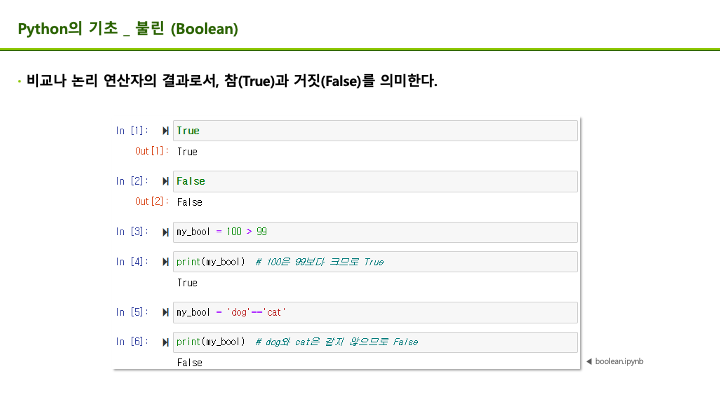 Python의 기초 _ 불린 (Boolean)
• 비교나 논리 연산자의 결과로서, 참(True)과 거짓(False)를 의미한다.
In [1]: True
Out[1]: True
In [2]: False
Out[2]: False
In [3]: my_bool = 100 > 99
In [4]: print(my_bool) # 100은 99보다 크므로 True
True
In [5]: my_bool = 'dog'=='cat'
In [6]: print(my_bool) # dog와 cat은 같지 않으므로 False
False
◀ boolean.ipynb